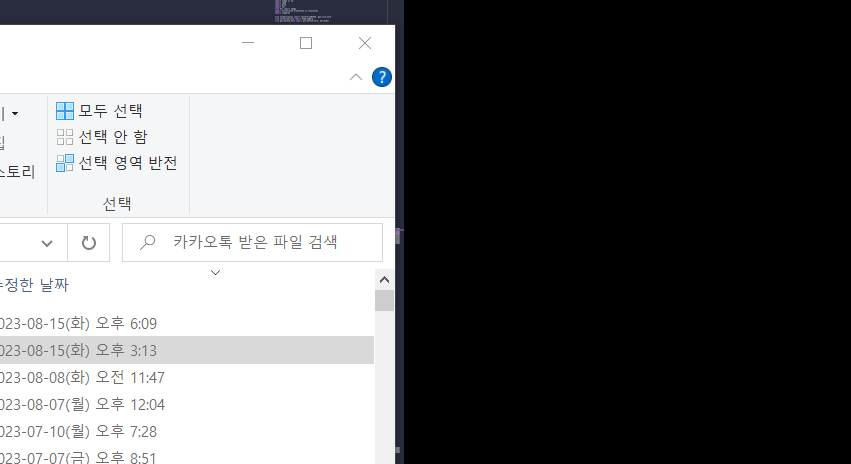 ?
모두 선택
선택 안 함
스토리
선택 영역 반전
선택
카카오톡 받은 파일 검색
수정한 날짜
023-08-15(화) 오후 6:09
023-08-15(화) 오후 3:13
023-08-08(화) 오전 11:47
023-08-07(월) 오후 12:04
023-07-10(월) 오후 7:28
023-07-07(금) 오후 8:51